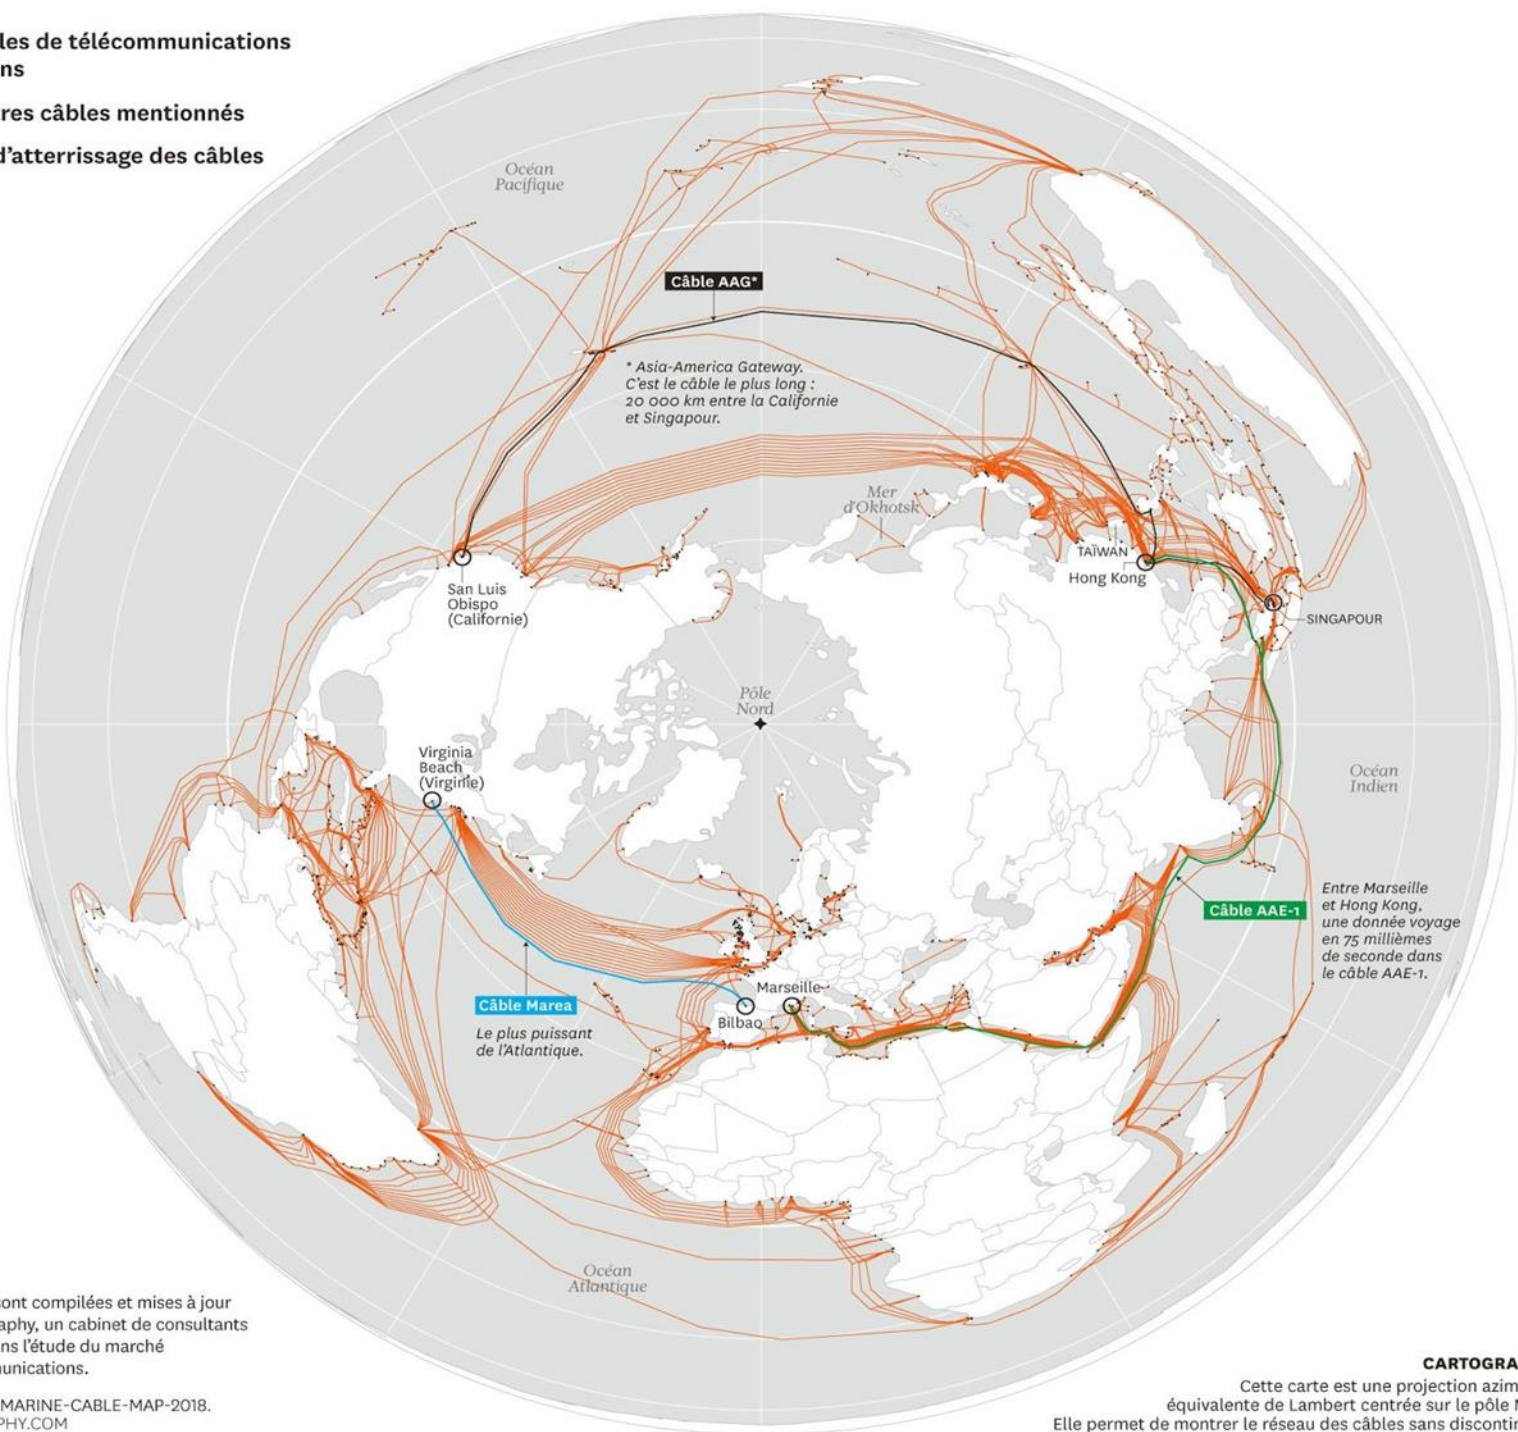 les de télécommunications
ns
res câbles mentionnés
d'atterrissage des câbles
Océan
Pacifique
Câble AAG*
* Asia-America Gateway.
C'est le câble le plus long :
20 000 km entre la Californie
et Singapour.
Mer
d'Okhotsk
TAÏWAN
Hong Kong
San Luis
Obispo
(Californie)
SINGAPOUR
Pôle
Nord
Virginia
Beach
(Virginie)
Océan
Indien
Câble AAE-1
Entre Marseille
et Hong Kong,
une donnée voyage
en 75 millièmes
de seconde dans
le câble AAE-1.
Marseille
Câble Marea
Bilbao
Le plus puissant
de l'Atlantique.
Océan
Atlantique
sont compilées et mises à jour
aphy, un cabinet de consultants
ns l'étude du marché
munications.
MARINE-CABLE-MAP-2018.
PHY.COM
CARTOGRA
Cette carte est une projection azim
équivalente de Lambert centrée sur le pôle N
Elle permet de montrer le réseau des câbles sans discontin